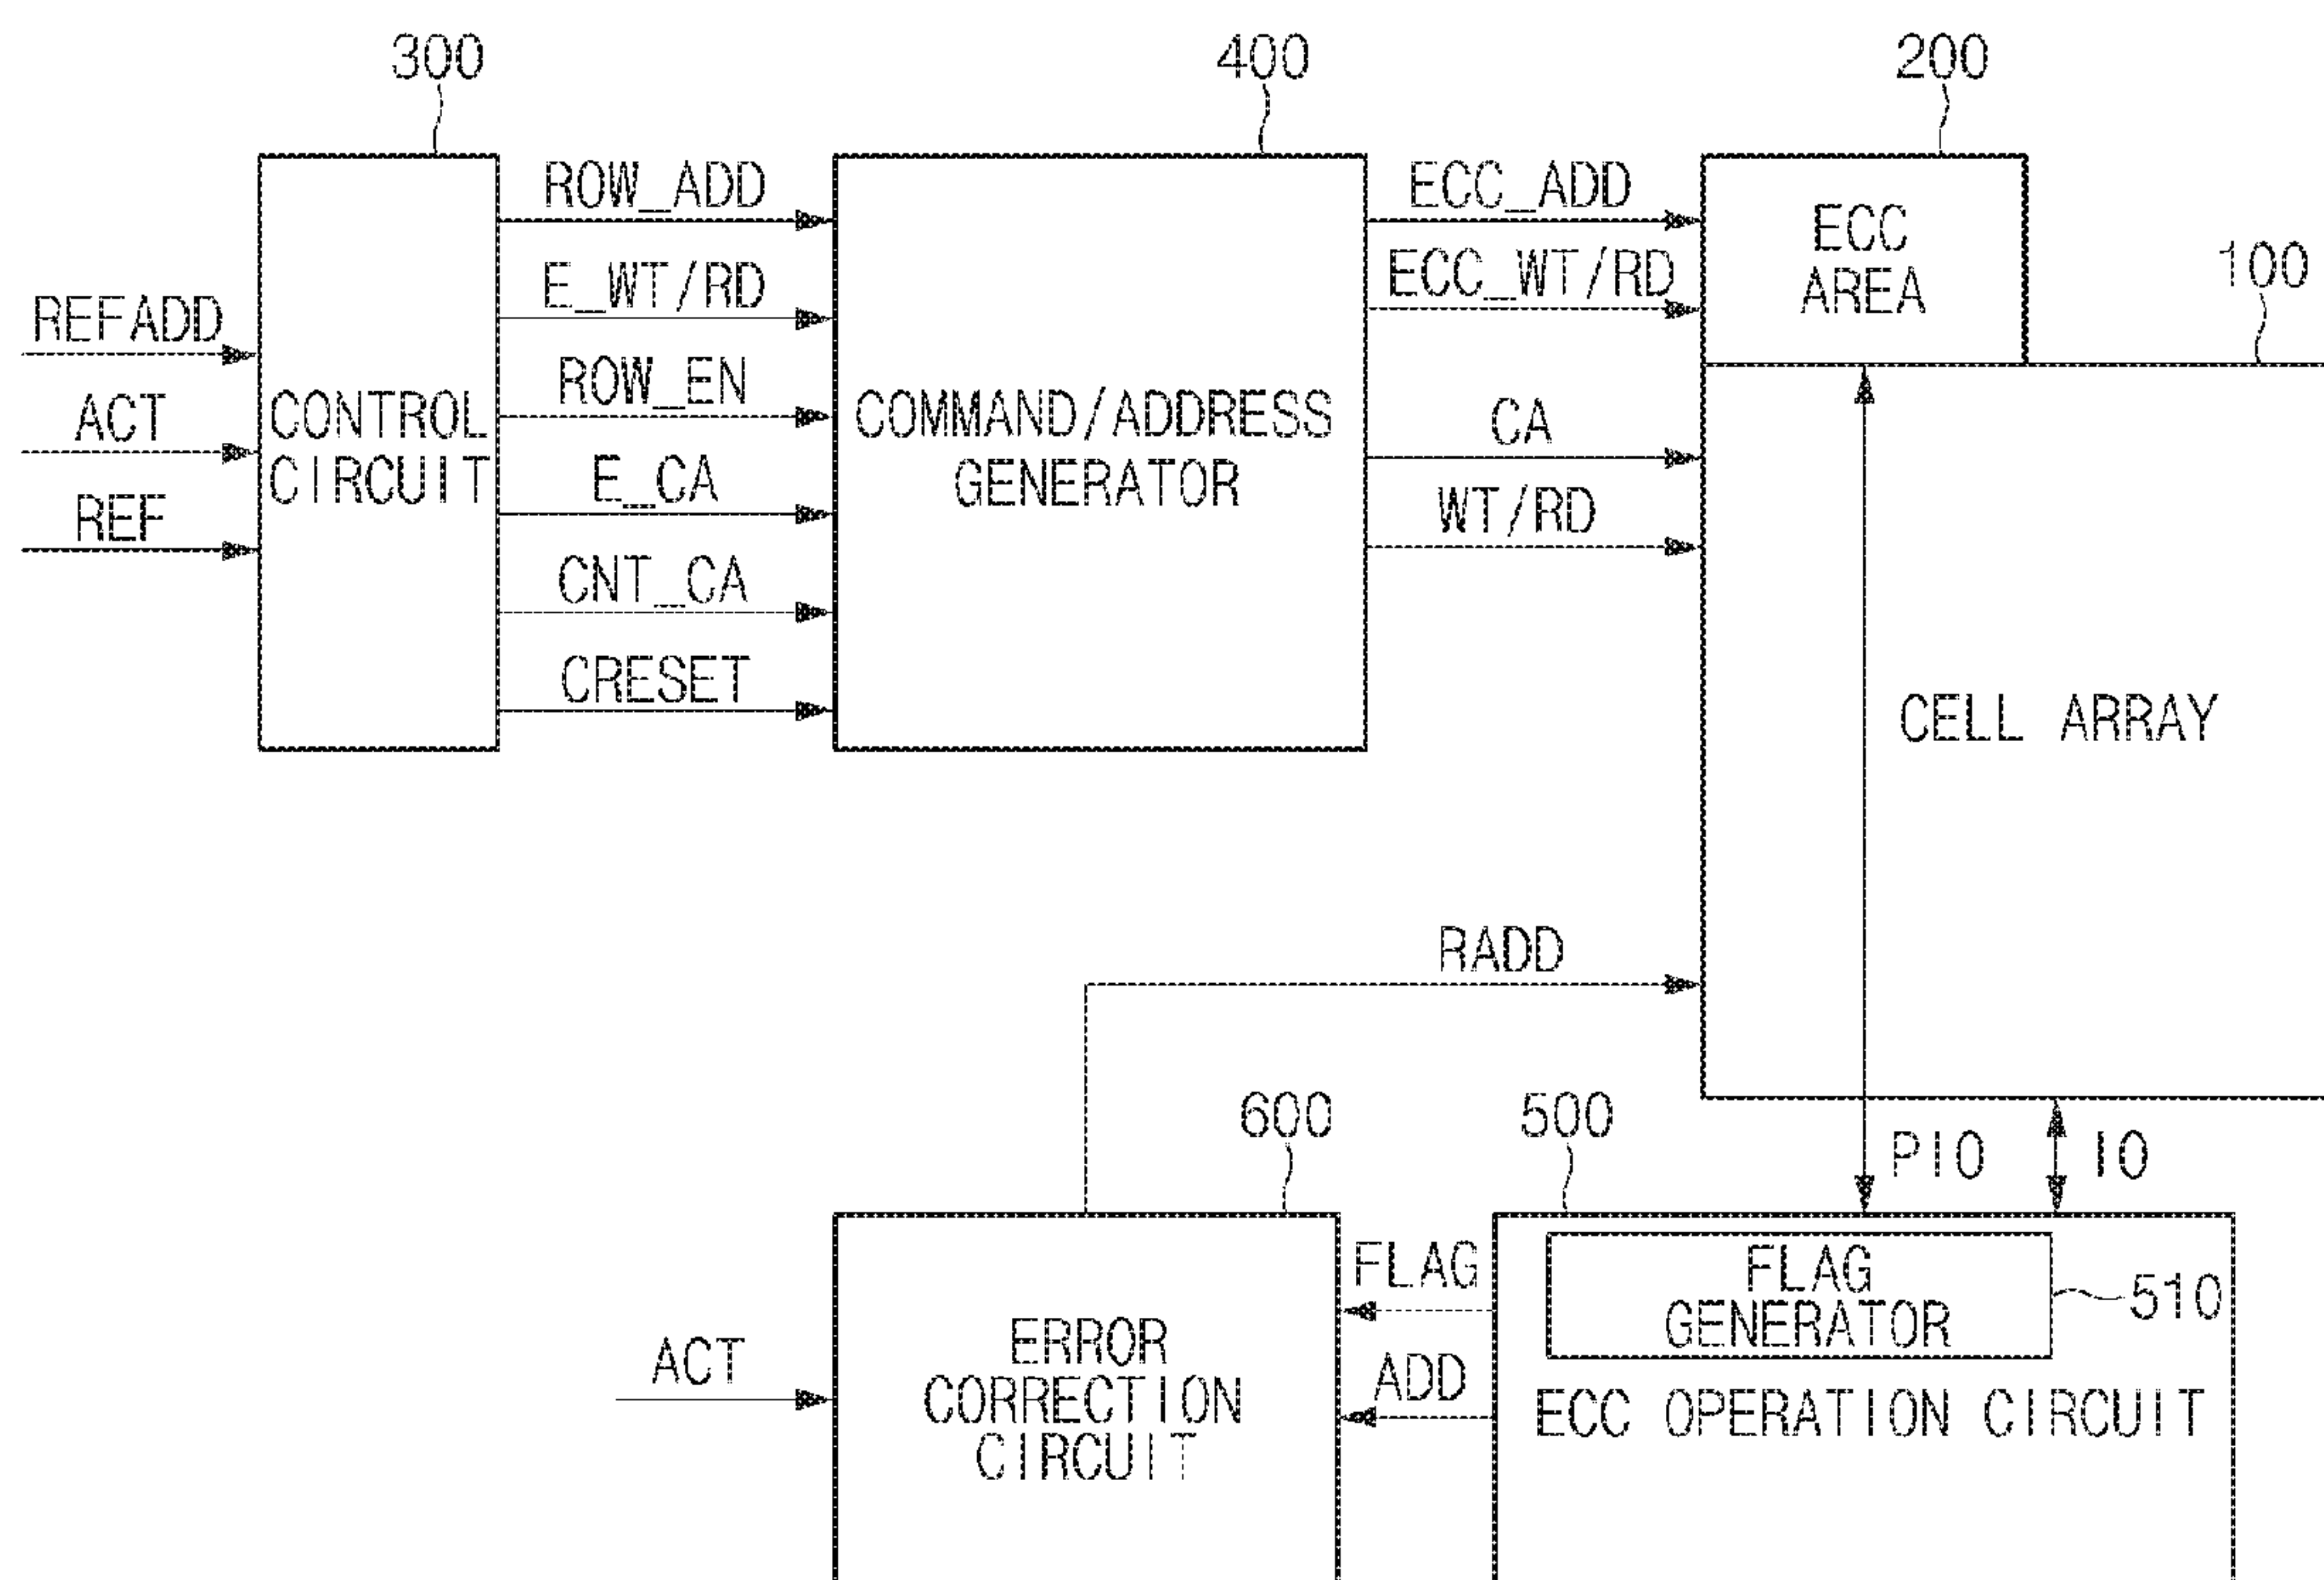 300
400
200
ROW_ADD
E_WT/RD
ROW_EN
E_CA
CNT_CA
CRESET
REFADD
ACT
REF
CONTROL
CIRCUIT
COMMAND/ADDRESS
GENERATOR
ECC_ADD
ECC_WT/RD
CA
WT/RD
ECC
AREA
100
CELL ARRAY
RADD
600
500
PIO
IO
FLAG
ADD
FLAG
GENERATOR
510
ECC OPERATION CIRCUIT
ACT
ERROR
CORRECTION
CIRCUIT